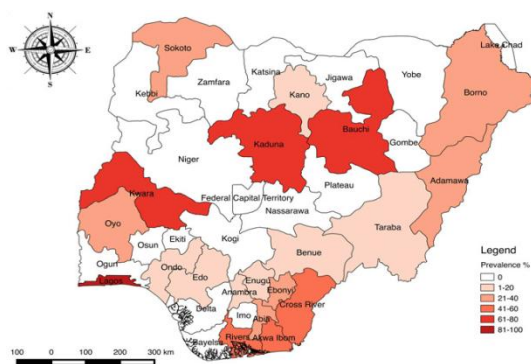 N
W
E
S
Lake Chad
Sokoto
Katsina
Jigawa
Yobe
Borno
Zamfara
Kebbi
Kano
Kaduna
Bauchi
Gombe
Niger
Adamawa
Kwara
Plateau
Federal Capital Territory
Nassarawa
Taraba
Oyo
Osun
Ekiti
Kogi
Benue
Ogun
Lagos
Ondo
Edo
Enugu
Anambra
Ebonyi
Cross River
Delta
Imo
Abia
Bayelsa
Rivers
Akwa Ibom
Legend
Prevalence %
0
1-20
21-40
41-60
61-80
81-100
100 0 100 200 300 km